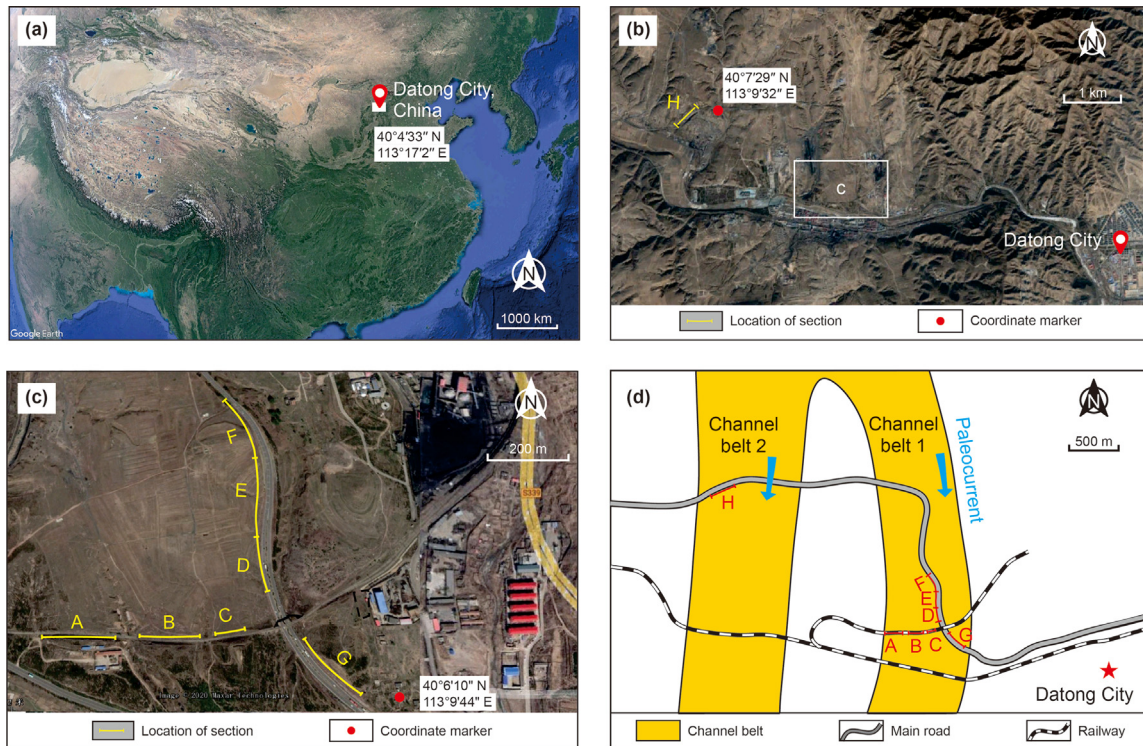 (a)
Datong City,
China
40°4′33″ N
113°17′2″ E
N
1000 km
Google Earth
(b)
40°7′29″ N
113°9′32″ E
H
N
1 km
C
Datong City
Location of section
Coordinate marker
(c)
F
E
D
A
B
C
G
N
200 m
S339
40°6′10″ N
113°9′44″ E
Image © 2020 Maxar Technologies
Location of section
Coordinate marker
(d)
Channel
belt 2
Channel
belt 1
Paleocurrent
N
500 m
H
F
E
D
A
B
C
G
Datong City
Channel belt
Main road
Railway